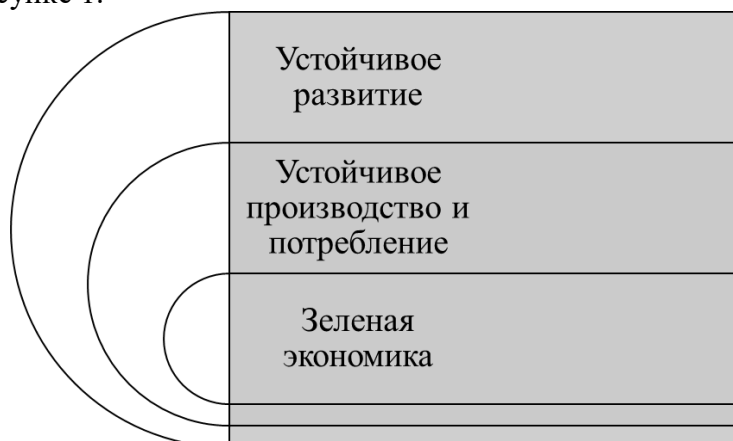 Устойчивое
развитие
Устойчивое
производство и
потребление
Зеленая
экономика